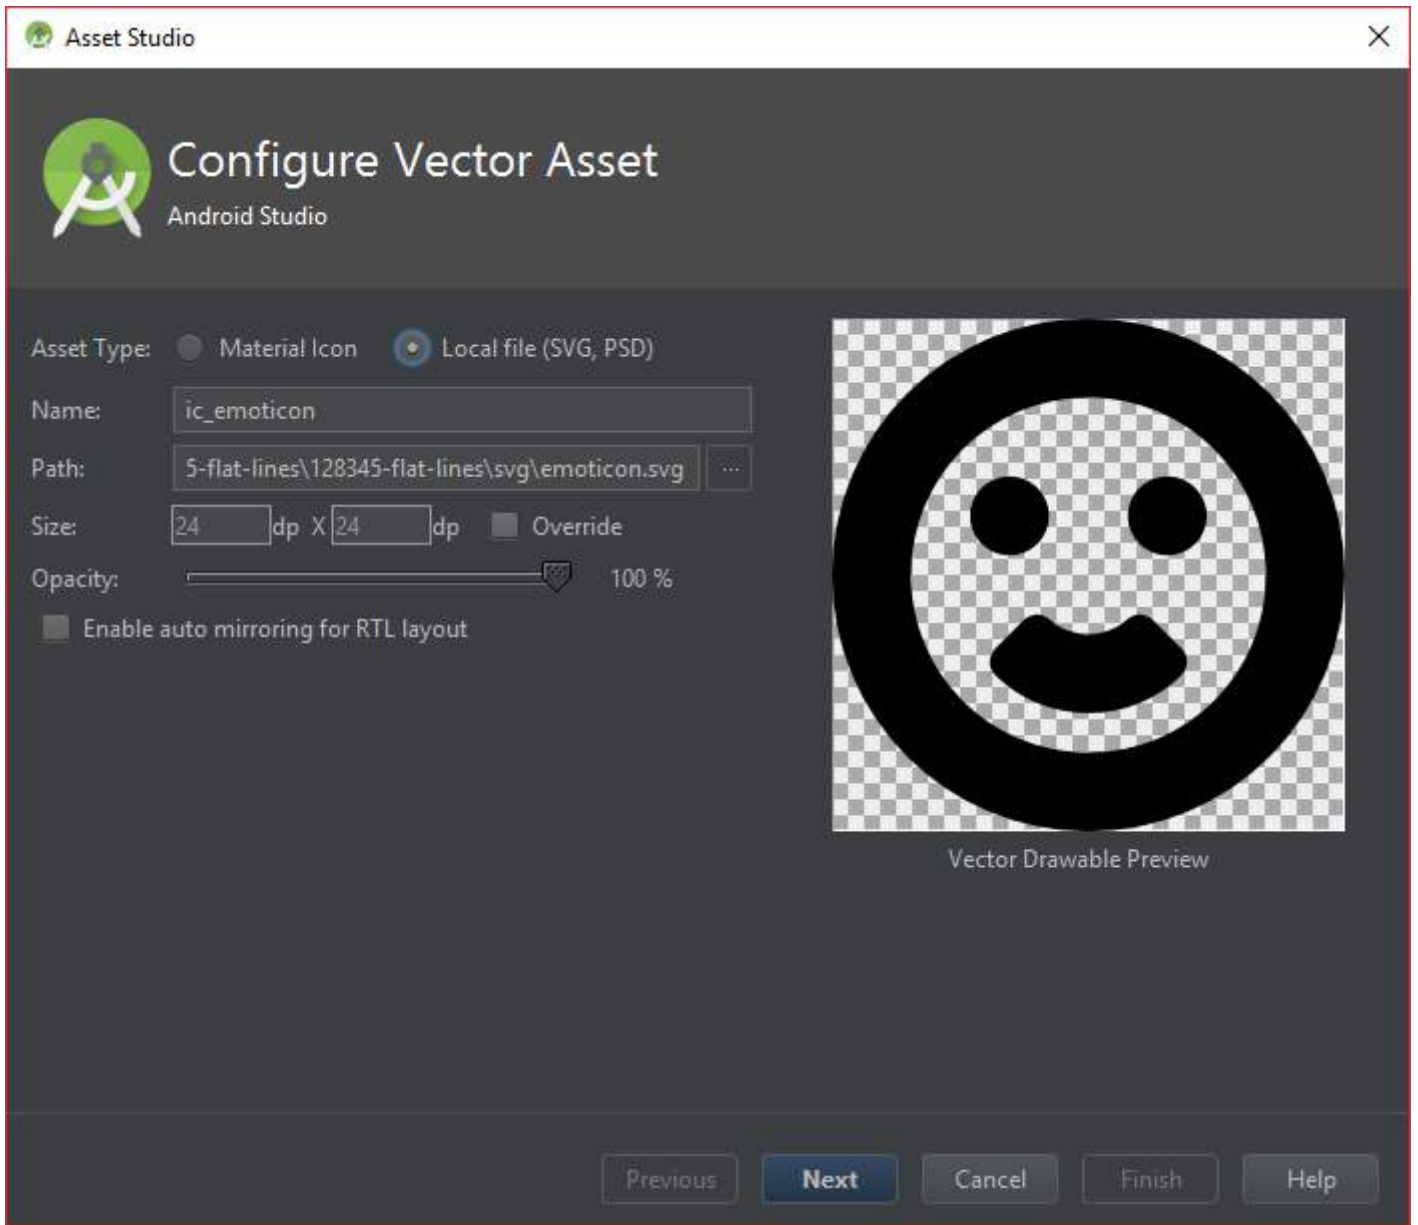 Asset Studio
Configure Vector Asset
Android Studio
Asset Type: Material Icon Local file (SVG, PSD)
Name: ic_emoticon
Path: 5-flat-lines\128345-flat-lines\svg\emoticon.svg ...
Size: 24 dp X 24 dp Override
Opacity: 100 %
Enable auto mirroring for RTL layout
Vector Drawable Preview
Previous Next Cancel Finish Help